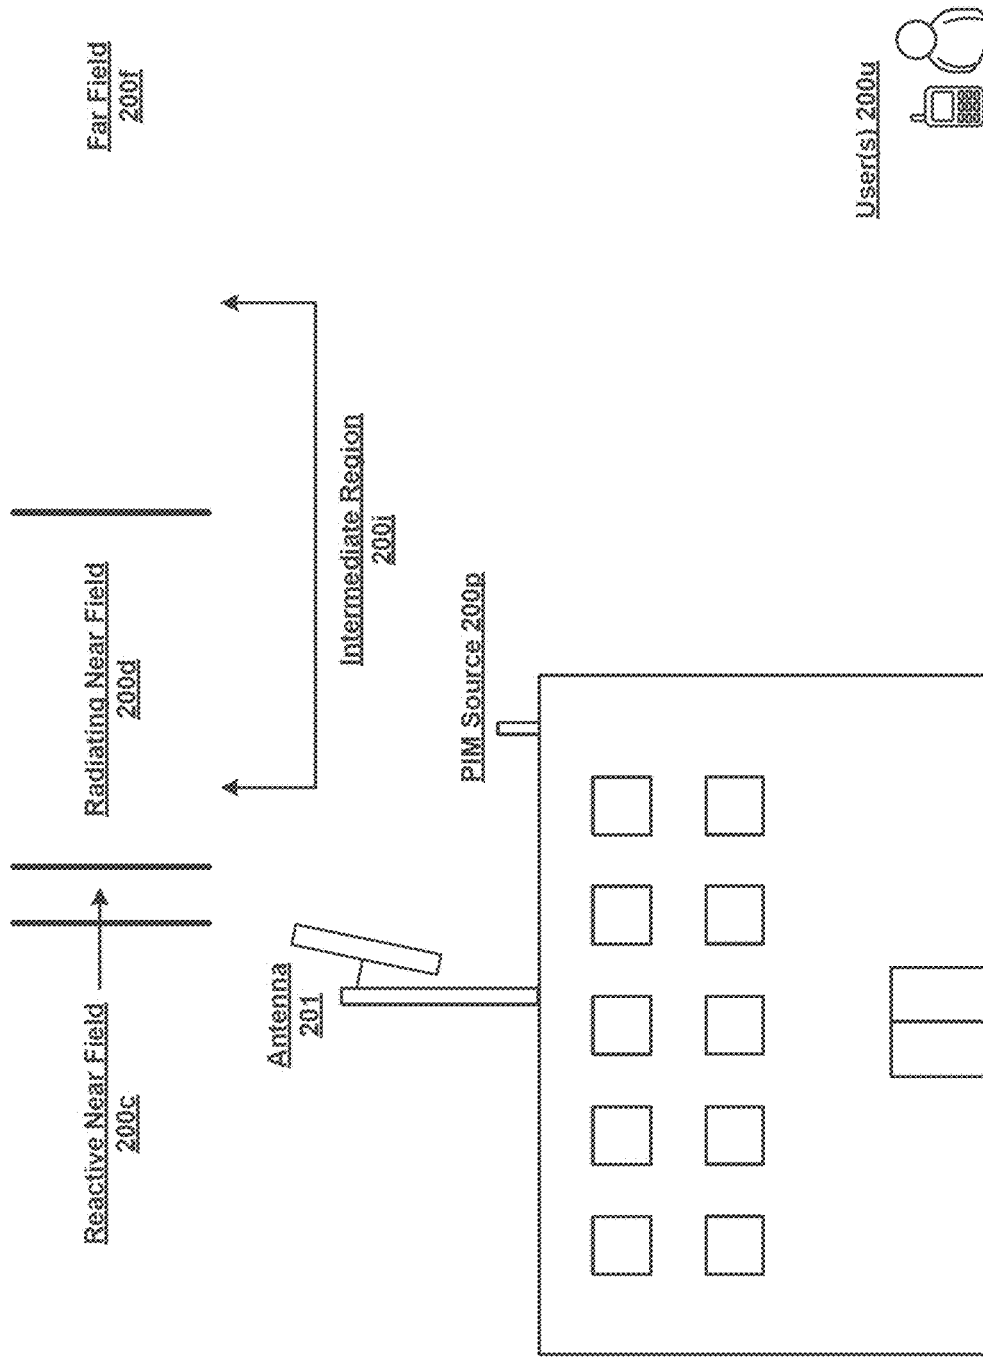 Reactive Near Field
200c
Radiating Near Field
200d
Far Field
200f
Intermediate Region
200i
Antenna
201
PIM Source 200p
User(s) 200u